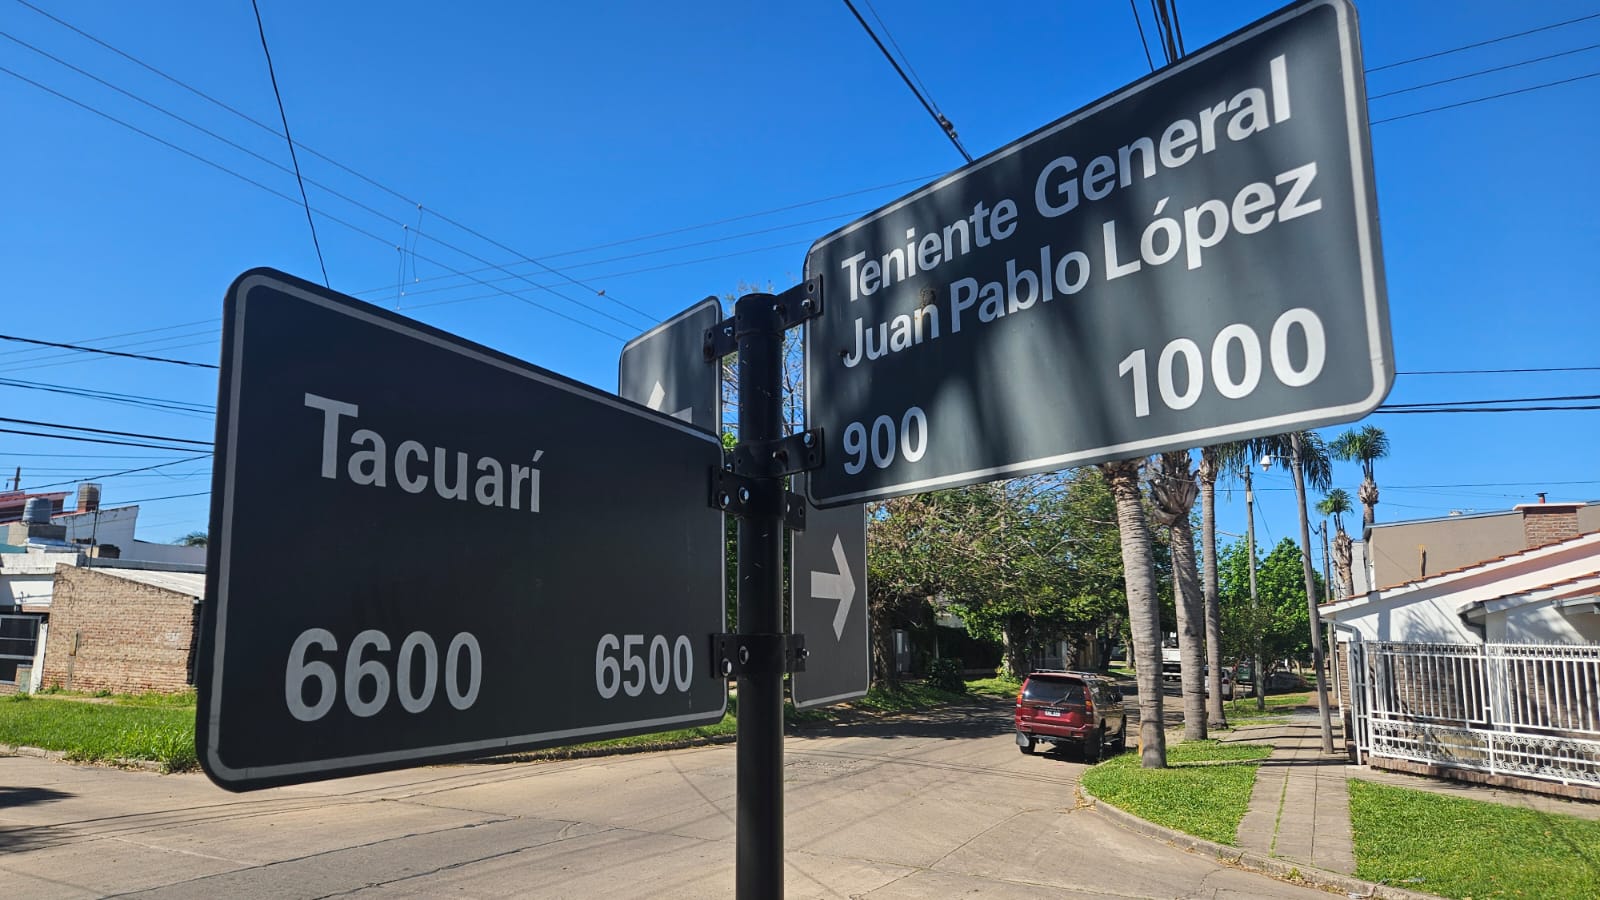 Tacuarí
6600 6500
Teniente General
Juan Pablo López
900 1000